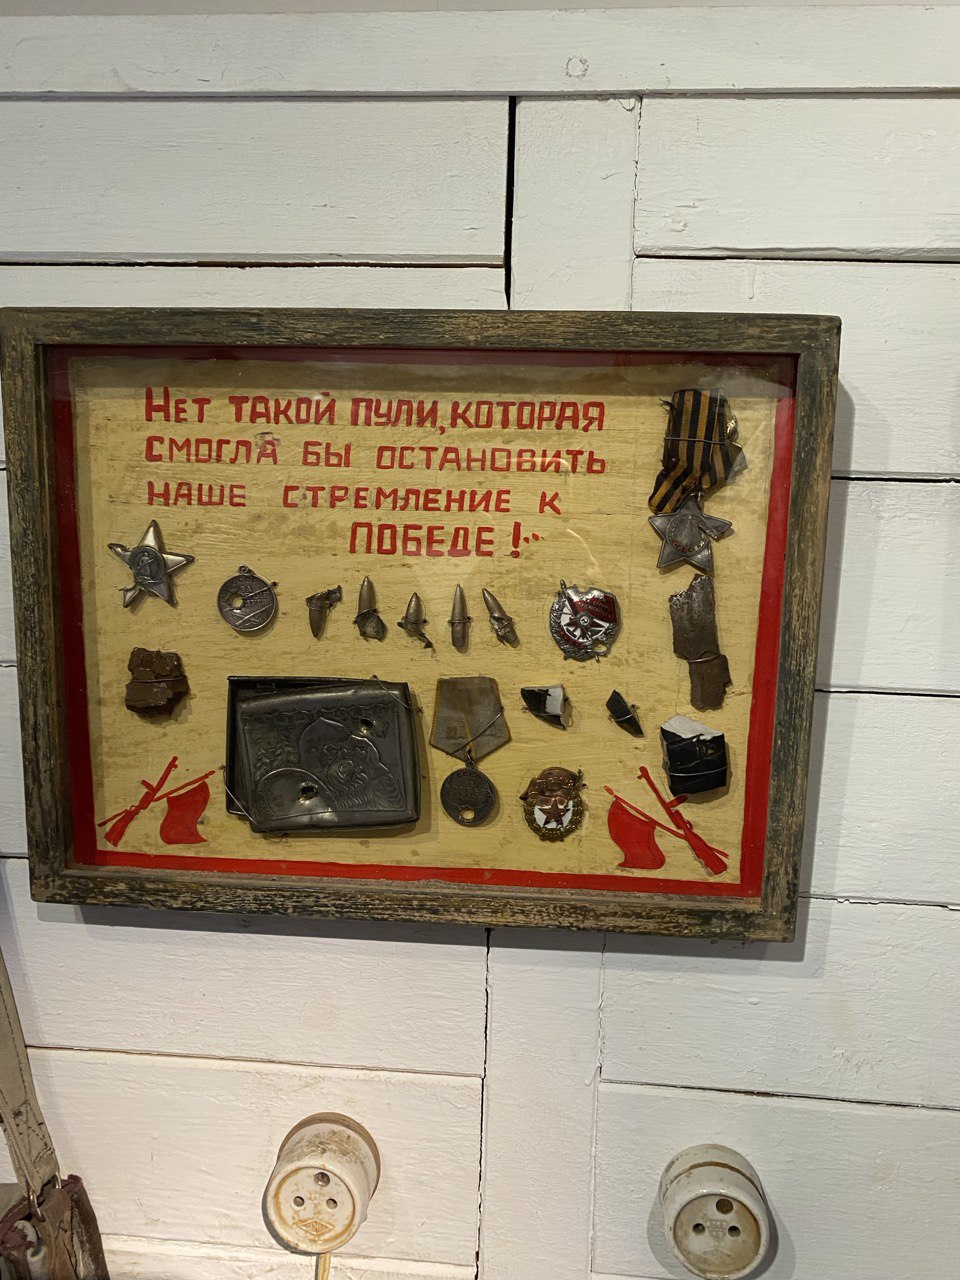 Нет такой пули, которая
смогла бы остановить
наше стремление к
победе!..